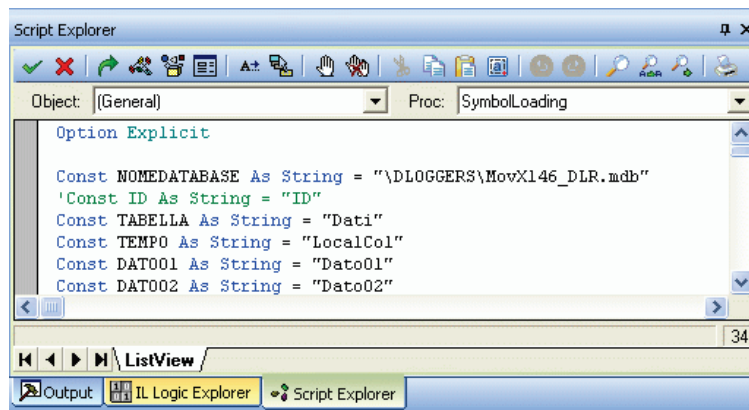 Script Explorer
Object: (General) Proc: SymbolLoading
Option Explicit
Const NOMEDATABASE As String = "\DLOGGERS\MovX146_DLR.mdb"
'Const ID As String = "ID"
Const TABELLA As String = "Dati"
Const TEMPO As String = "LocalCol"
Const DATO01 As String = "Dato01"
Const DATO02 As String = "Dato02"
34
ListView
Output IL Logic Explorer Script Explorer